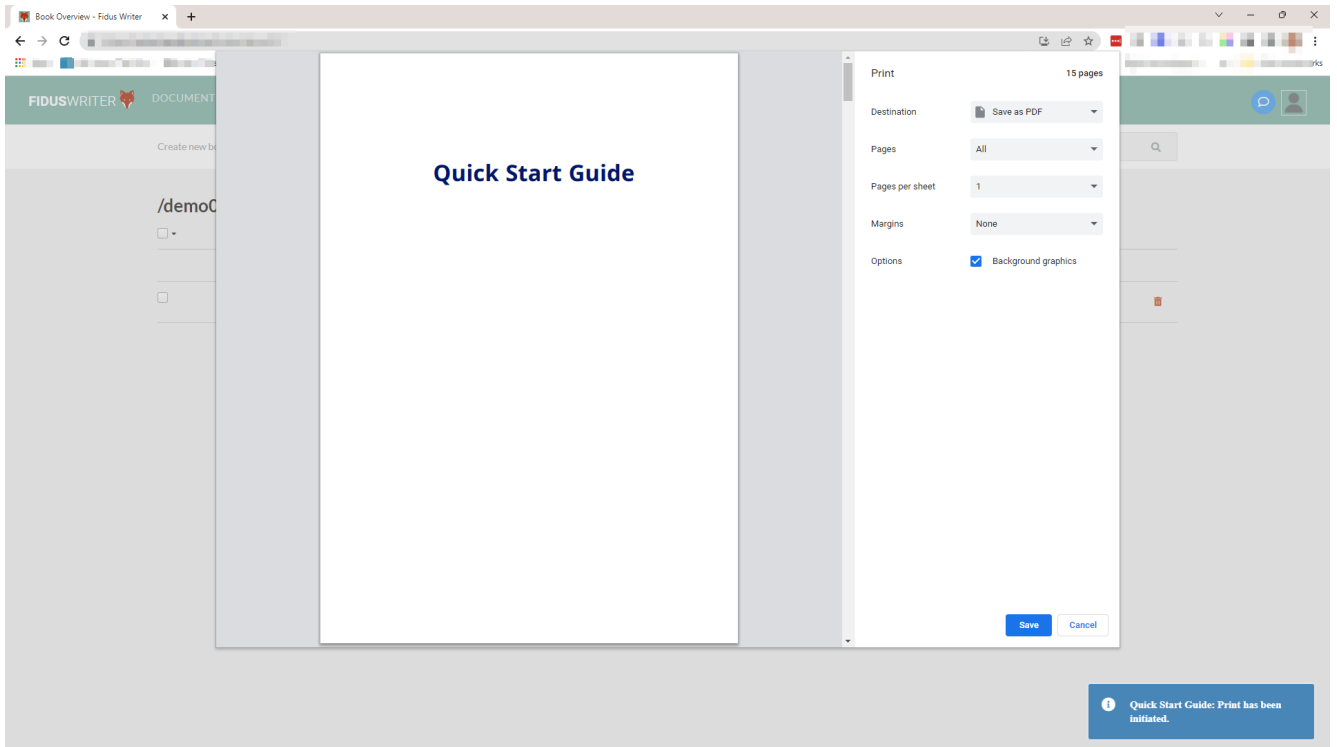 Book Overview - Fidus Writer
FIDUSWRITER
DOCUMENT
Create new b
/demo0
Quick Start Guide
Print 15 pages
Destination Save as PDF
Pages All
Pages per sheet 1
Margins None
Options Background graphics
Save Cancel
Quick Start Guide: Print has been
initiated.